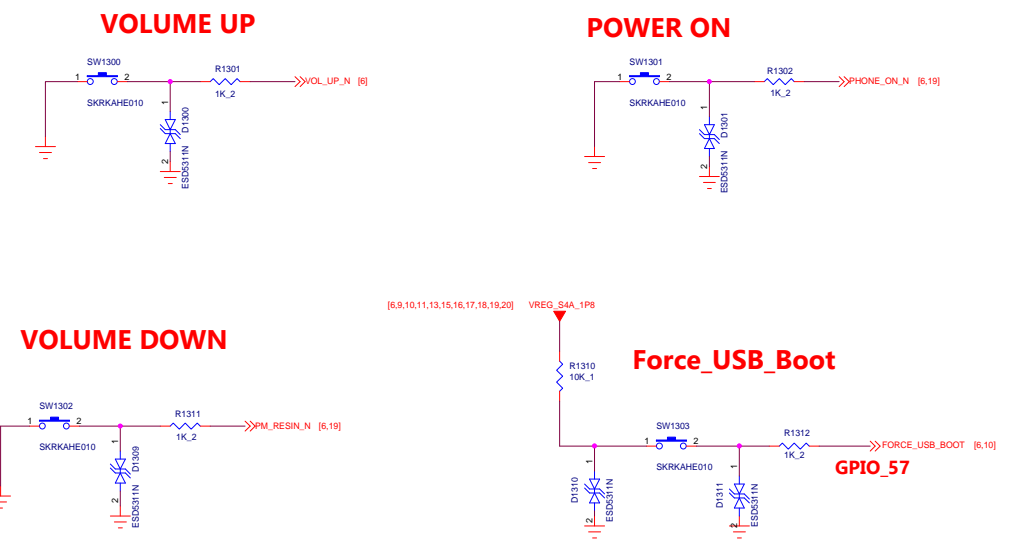 VOLUME UP
SW1300
1 2
SKRKAHE010
R1301
1K_2
VOL_UP_N [6]
1
D1300
2
ESD5311N
POWER ON
SW1301
1 2
SKRKAHE010
R1302
1K_2
PHONE_ON_N [6,19]
1
D1301
2
ESD5311N
VOLUME DOWN
SW1302
1 2
SKRKAHE010
R1311
1K_2
PM_RESIN_N [6,19]
1
D1309
2
ESD5311N
[6,9,10,11,13,15,16,17,18,19,20] VREG_S4A_1P8
R1310
10K_1
Force_USB_Boot
SW1303
1 2
SKRKAHE010
R1312
1K_2
FORCE_USB_BOOT [6,10]
GPIO_57
1
D1310
2
ESD5311N
1
D1311
2
ESD5311N